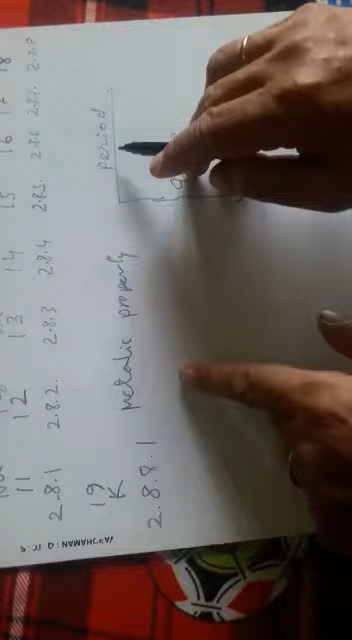 11 12 13 14 15 16 17 18
2.8.1 2.8.2. 2.8.3 2.8.4 2.8.5. 2.8.6 2.8.7. 2.8.8
19
K
2.8.8.1
metalic property
period